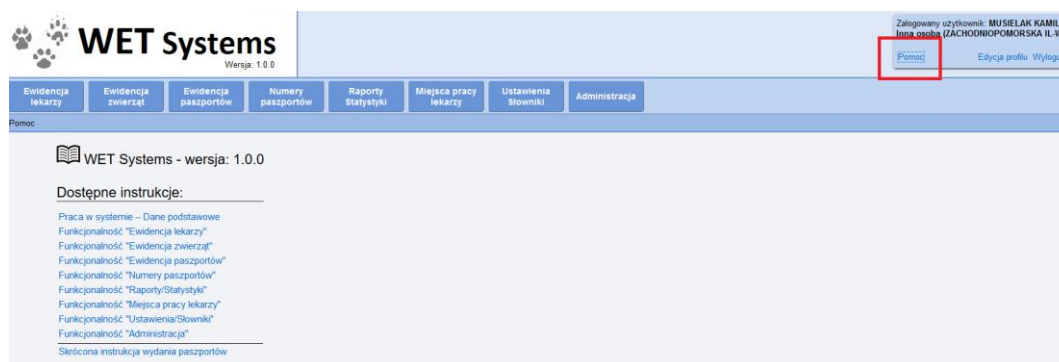 WET Systems
Wersja: 1.0.0
Zalogowany użytkownik: MUSIELAK KAMIL
Inna osoba (ZACHODNIOPOMORSKA IL-W
Pomoc
Edycja profilu Wylogu
Ewidencja lekarzy
Ewidencja zwierząt
Ewidencja paszportów
Numery paszportów
Raporty Statystyki
Miejsca pracy lekarzy
Ustawienia Słowniki
Administracja
Pomoc
WET Systems - wersja: 1.0.0
Dostępne instrukcje:
Praca w systemie – Dane podstawowe
Funkcjonalność "Ewidencja lekarzy"
Funkcjonalność "Ewidencja zwierząt"
Funkcjonalność "Ewidencja paszportów"
Funkcjonalność "Numery paszportów"
Funkcjonalność "Raporty/Statystyki"
Funkcjonalność "Miejsca pracy lekarzy"
Funkcjonalność "Ustawienia/Słowniki"
Funkcjonalność "Administracja"
Skrócona instrukcja wydania paszportów